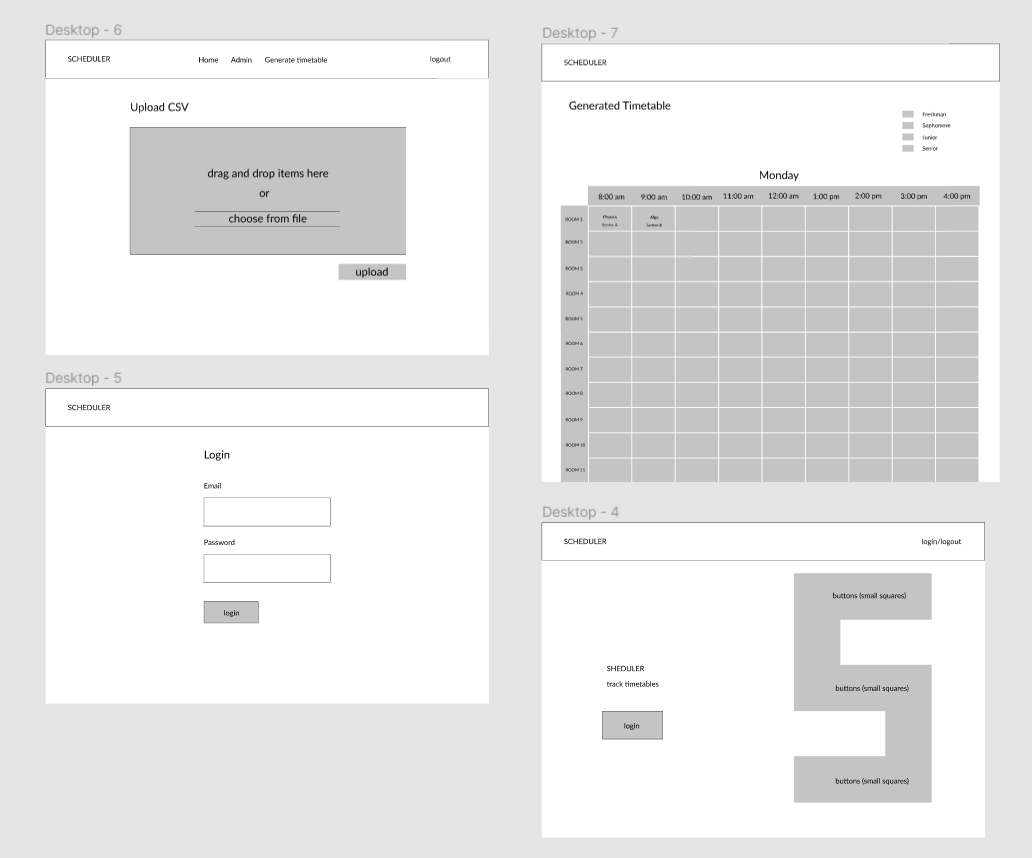 Desktop - 6
SCHEDULER Home Admin Generate timetable logout
Upload CSV
drag and drop items here
or
choose from file
upload
Desktop - 5
SCHEDULER
Login
Email
Password
login
Desktop - 7
SCHEDULER
Generated Timetable
Freshman
Sophomore
Junior
Senior
Monday
8:00 am 9:00 am 10:00 am 11:00 am 12:00 am 1:00 pm 2:00 pm 3:00 pm 4:00 pm
ROOM 1
Section B
ROOM 2
ROOM 3
ROOM 4
ROOM 5
ROOM 6
ROOM 7
ROOM 8
ROOM 9
ROOM 10
ROOM 11
Desktop - 4
SCHEDULER login/logout
SHEDULER
track timetables
login
buttons (small squares)
buttons (small squares)
buttons (small squares)